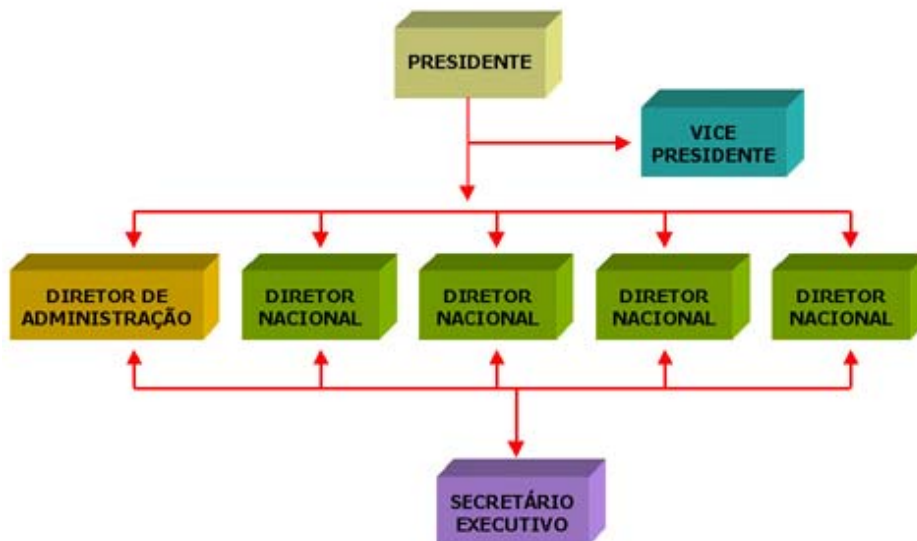 PRESIDENTE
VICE
PRESIDENTE
DIRETOR DE
ADMINISTRAÇÃO
DIRETOR
NACIONAL
DIRETOR
NACIONAL
DIRETOR
NACIONAL
DIRETOR
NACIONAL
SECRETÁRIO
EXECUTIVO